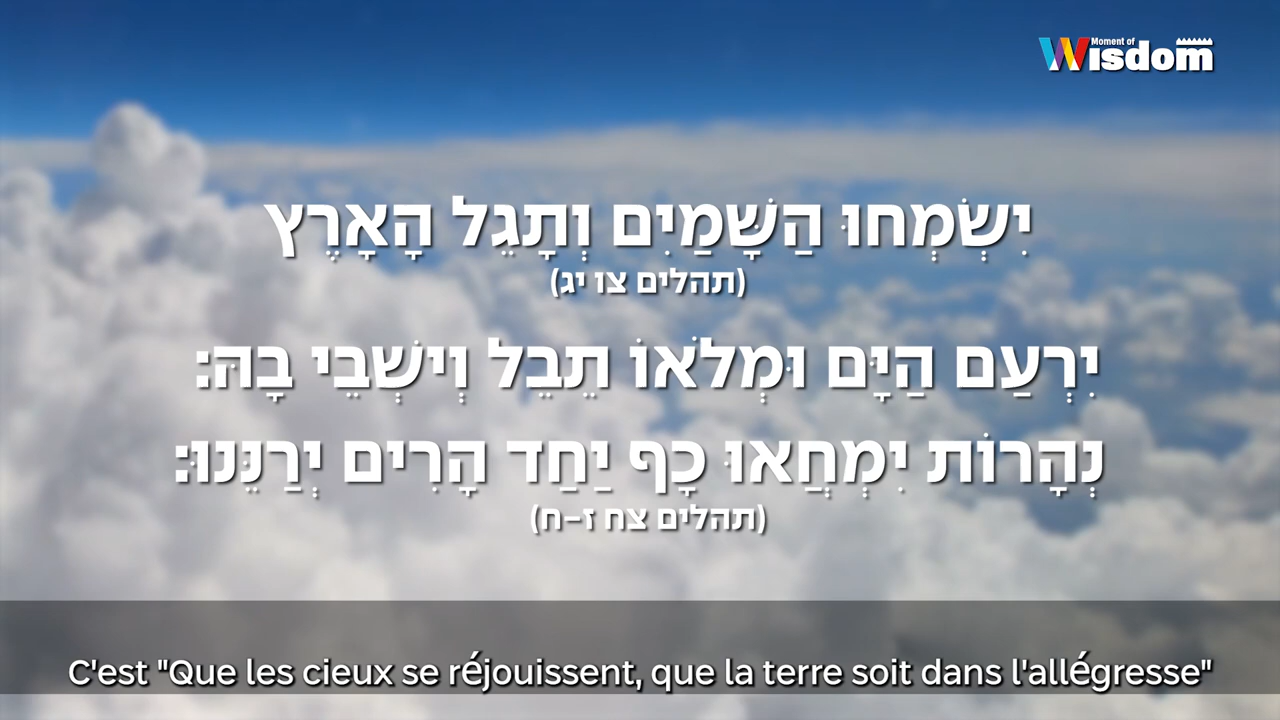 Moment of
Wisdom
יִשְׂמְחוּ הַשָּׁמַיִם וְתָגֵל הָאָרֶץ
(תהלים צו יג)
יִרְעַם הַיָּם וּמְלֹאוֹ תֵּבֵל וְיֹשְׁבֵי בָהּ:
נְהָרוֹת יִמְחֲאוּ כָף יַחַד הָרִים יְרַנֵּנוּ:
(תהלים צח ז-ח)
C'est "Que les cieux se réjouissent, que la terre soit dans l'allégresse"